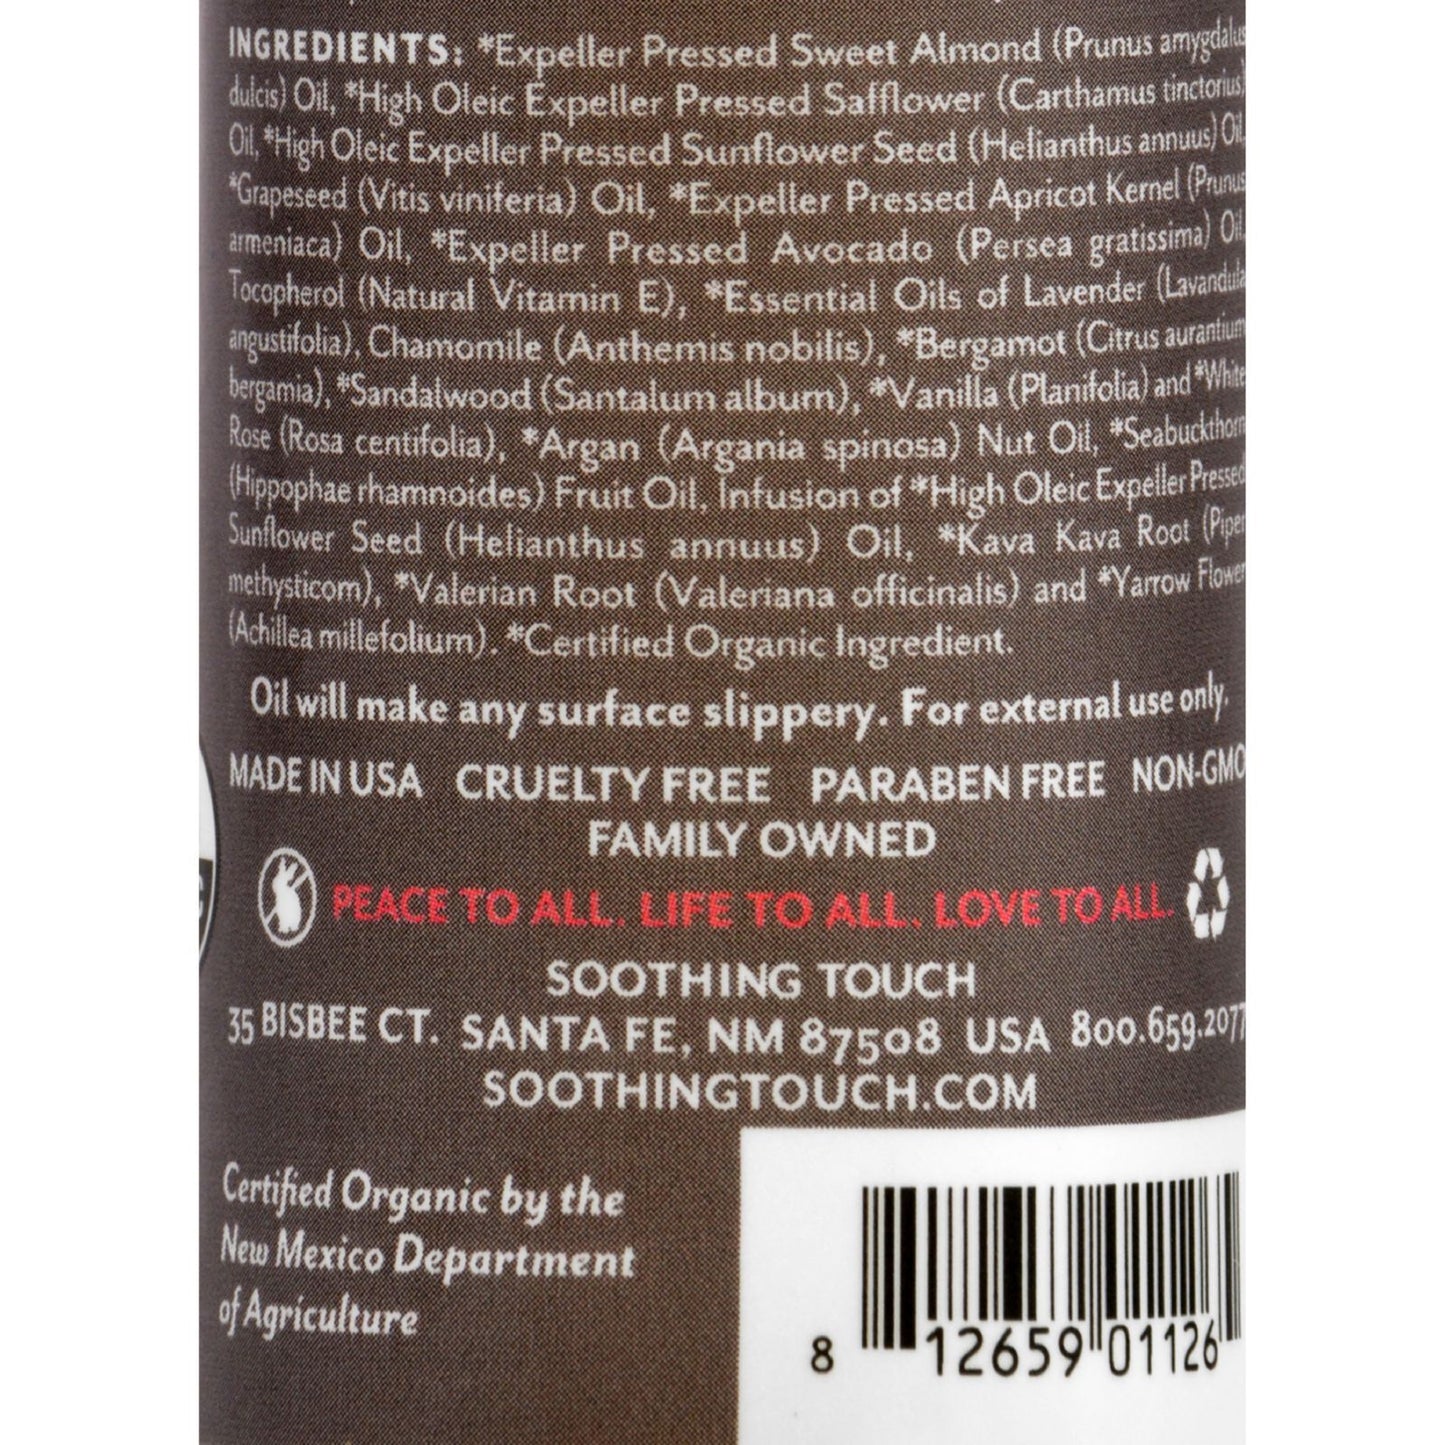 INGREDIENTS: *Expeller Pressed Sweet Almond (Prunus amygdalus
dulcis) Oil, *High Oleic Expeller Pressed Safflower (Carthamus tinctorius)
Oil, *High Oleic Expeller Pressed Sunflower Seed (Helianthus annuus) Oil,
*Grapeseed (Vitis viniferia) Oil, *Expeller Pressed Apricot Kernel (Prunus
armeniaca) Oil, *Expeller Pressed Avocado (Persea gratissima) Oil,
Tocopherol (Natural Vitamin E), *Essential Oils of Lavender (Lavandula
angustifolia), Chamomile (Anthemis nobilis), *Bergamot (Citrus aurantium
bergamia), *Sandalwood (Santalum album), *Vanilla (Planifolia) and *White
Rose (Rosa centifolia), *Argan (Argania spinosa) Nut Oil, *Seabuckthorn
(Hippophae rhamnoides) Fruit Oil, Infusion of *High Oleic Expeller Pressed
Sunflower Seed (Helianthus annuus) Oil, *Kava Kava Root (Piper
methysticom), *Valerian Root (Valeriana officinalis) and *Yarrow Flower
(Achillea millefolium). *Certified Organic Ingredient.
Oil will make any surface slippery. For external use only.
MADE IN USA CRUELTY FREE PARABEN FREE NON-GMO
FAMILY OWNED
PEACE TO ALL. LIFE TO ALL. LOVE TO ALL.
SOOTHING TOUCH
35 BISBEE CT. SANTA FE, NM 87508 USA 800.659.2077
SOOTHINGTOUCH.COM
Certified Organic by the
New Mexico Department
of Agriculture
8 12659 01126